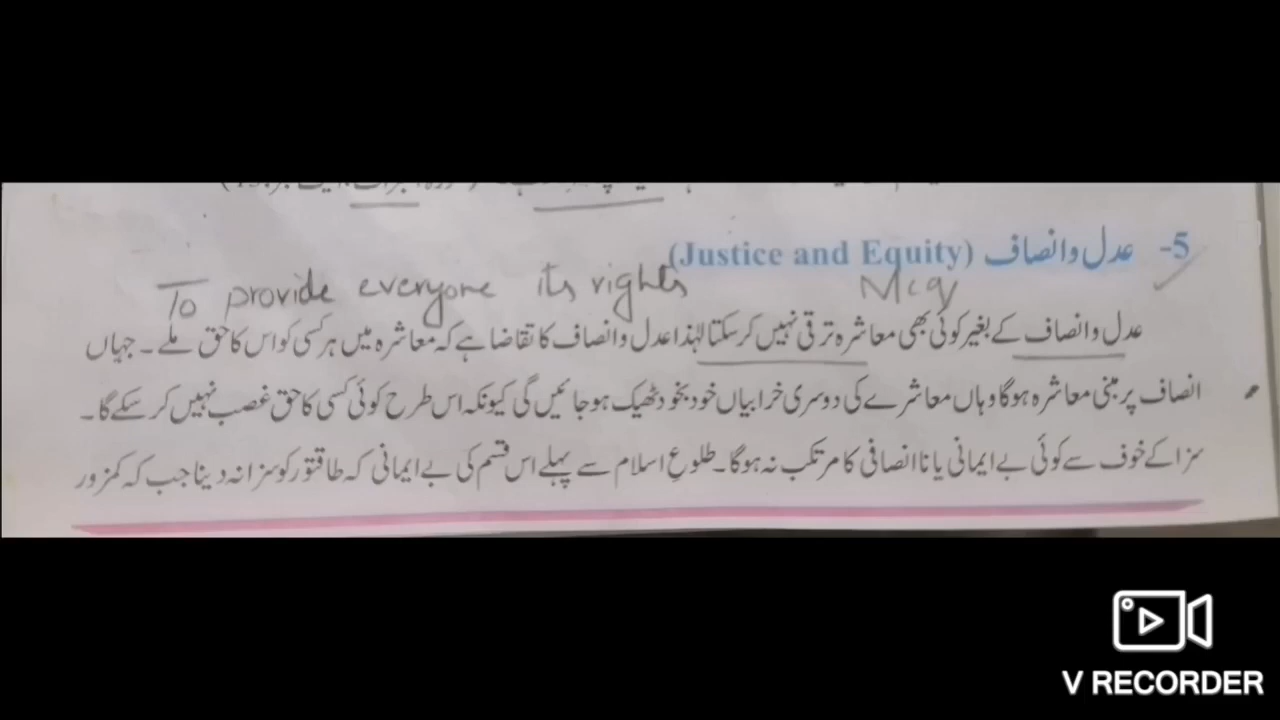 5- عدل و انصاف (Justice and Equity)
To provide everyone its rights Mcq
عدل و انصاف کے بغیر کوئی بھی معاشرہ ترقی نہیں کر سکتا لہٰذا عدل و انصاف کا تقاضا ہے کہ معاشرہ میں ہر کسی کو اس کا حق ملے۔ جہاں
انصاف پر مبنی معاشرہ ہوگا وہاں معاشرے کی دوسری خرابیاں خود بخود ٹھیک ہو جائیں گی کیونکہ اس طرح کوئی کسی کا حق غصب نہیں کر سکے گا۔
سزا کے خوف سے کوئی بے ایمانی یا نا انصافی کا مرتکب نہ ہوگا۔ طلوعِ اسلام سے پہلے اس قسم کی بے ایمانی کہ طاقتور کو سزا نہ دینا جب کہ کمزور
V RECORDER